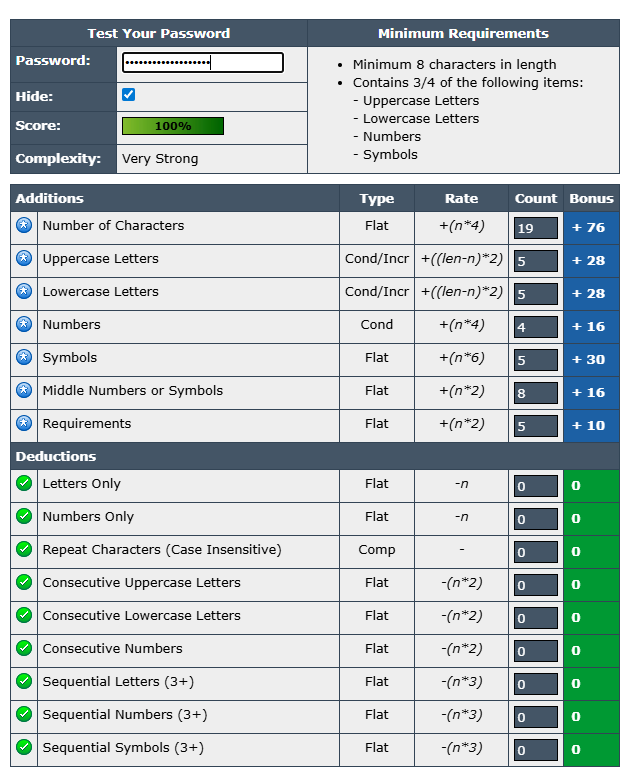 Test Your Password
Minimum Requirements
Password:
•••••••••••••••••••
Hide:
Score:
100%
Complexity:
Very Strong
• Minimum 8 characters in length
• Contains 3/4 of the following items:
- Uppercase Letters
- Lowercase Letters
- Numbers
- Symbols
Additions Type Rate Count Bonus
Number of Characters Flat +(n*4) 19 + 76
Uppercase Letters Cond/Incr +((len-n)*2) 5 + 28
Lowercase Letters Cond/Incr +((len-n)*2) 5 + 28
Numbers Cond +(n*4) 4 + 16
Symbols Flat +(n*6) 5 + 30
Middle Numbers or Symbols Flat +(n*2) 8 + 16
Requirements Flat +(n*2) 5 + 10
Deductions
Letters Only Flat -n 0 0
Numbers Only Flat -n 0 0
Repeat Characters (Case Insensitive) Comp - 0 0
Consecutive Uppercase Letters Flat -(n*2) 0 0
Consecutive Lowercase Letters Flat -(n*2) 0 0
Consecutive Numbers Flat -(n*2) 0 0
Sequential Letters (3+) Flat -(n*3) 0 0
Sequential Numbers (3+) Flat -(n*3) 0 0
Sequential Symbols (3+) Flat -(n*3) 0 0